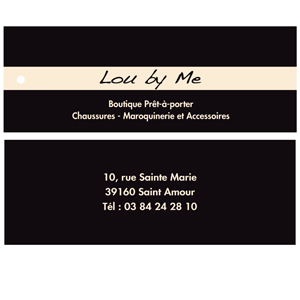 Lou by Me
Boutique Prêt-à-porter
Chaussures - Maroquinerie et Accessoires
10, rue Sainte Marie
39160 Saint Amour
Tél : 03 84 24 28 10